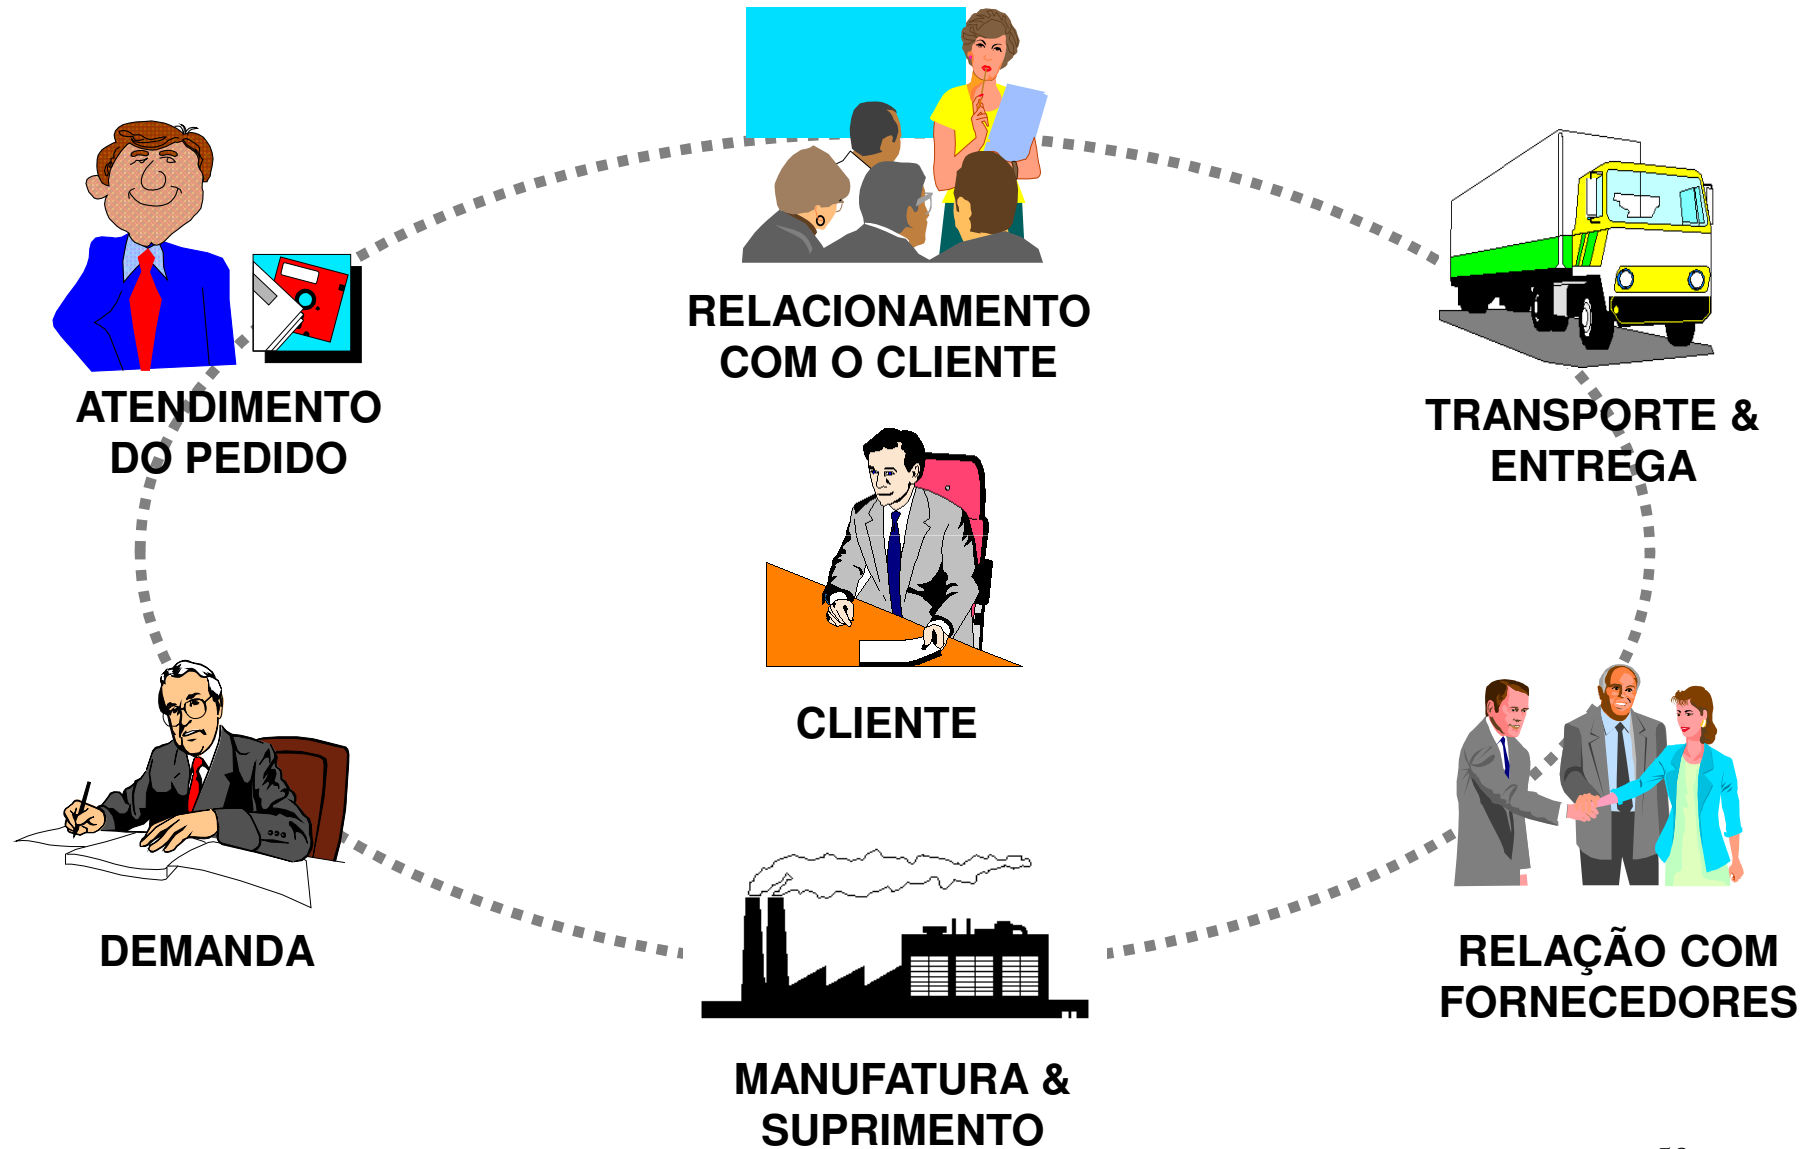 RELACIONAMENTO
COM O CLIENTE
ATENDIMENTO
DO PEDIDO
TRANSPORTE &
ENTREGA
CLIENTE
DEMANDA
RELAÇÃO COM
FORNECEDORES
MANUFATURA &
SUPRIMENTO